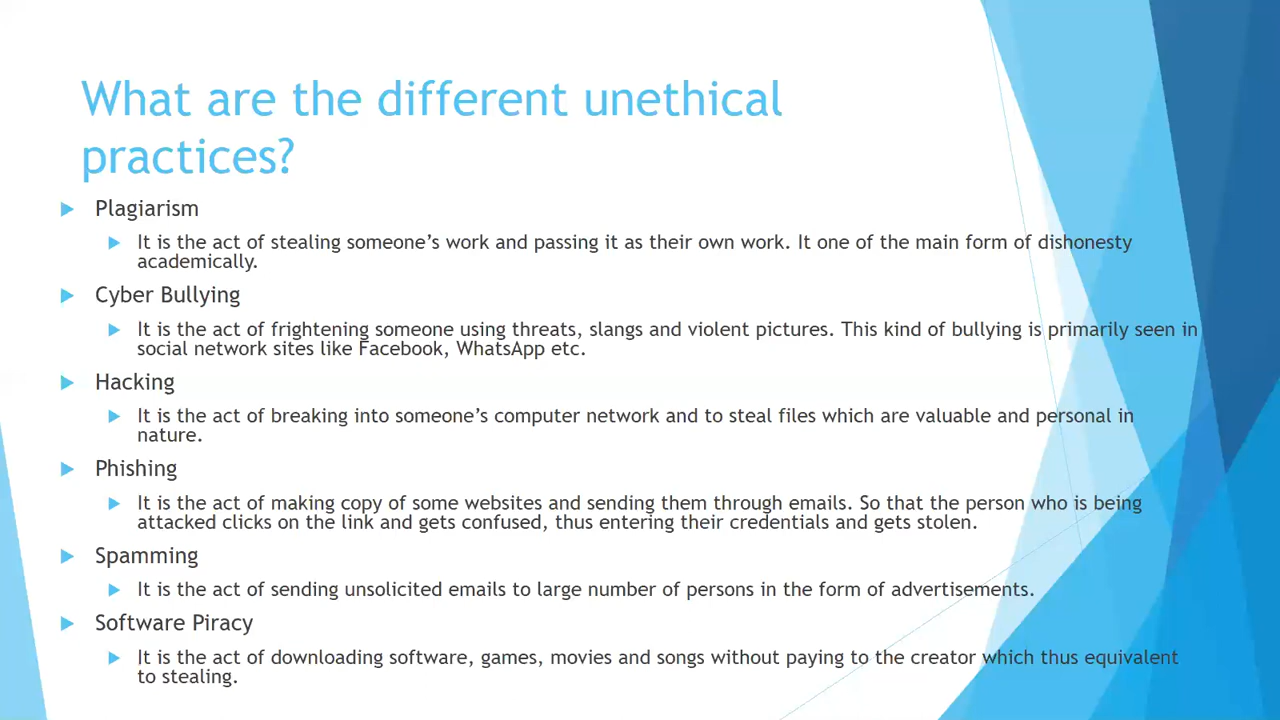 What are the different unethical
practices?
Plagiarism
It is the act of stealing someone’s work and passing it as their own work. It one of the main form of dishonesty
academically.
Cyber Bullying
It is the act of frightening someone using threats, slangs and violent pictures. This kind of bullying is primarily seen in
social network sites like Facebook, WhatsApp etc.
Hacking
It is the act of breaking into someone’s computer network and to steal files which are valuable and personal in
nature.
Phishing
It is the act of making copy of some websites and sending them through emails. So that the person who is being
attacked clicks on the link and gets confused, thus entering their credentials and gets stolen.
Spamming
It is the act of sending unsolicited emails to large number of persons in the form of advertisements.
Software Piracy
It is the act of downloading software, games, movies and songs without paying to the creator which thus equivalent
to stealing.